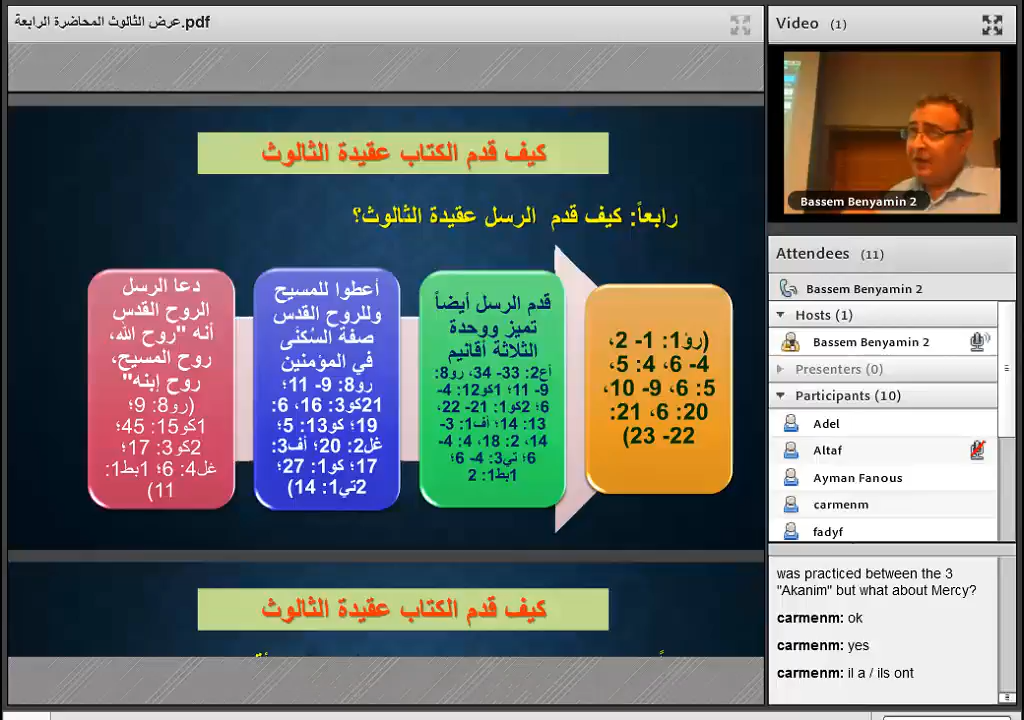 عرض الثالوث المحاضرة الرابعة.pdf
كيف قدم الكتاب عقيدة الثالوث
رابعاً: كيف قدم الرسل عقيدة الثالوث؟
دعا الرسل
الروح القدس
أنه "روح الله،
روح المسيح،
روح إبنه"
(رو8: 9؛
1كو15: 45؛
2كو3: 17؛
غل4: 6؛ 1بط1:
11)
أعطوا للمسيح
وللروح القدس
صفة السُكنَى
في المؤمنين
رو8: 9- 11؛
1كو3: 16، 6:
19؛ 2كو13: 5؛
غل2: 20؛ أف3:
17؛ كو1: 27؛
2تي1: 14)
قدم الرسل أيضاً
تميز ووحدة
الثلاثة أقانيم
أع2: 33- 34، رو8:
9- 11؛ 1كو12: 4-
6؛ 2كو1: 21- 22،
13: 14؛ أف1: 3-
14، 2: 18، 4: 4-
6؛ تي3: 4- 6؛
1بط1: 2
(رؤ1: 1- 2،
4- 6، 4: 5،
5: 6، 9- 10،
20: 6، 21:
22- 23)
كيف قدم الكتاب عقيدة الثالوث
Video (1)
Bassem Benyamin 2
Attendees (11)
Bassem Benyamin 2
Hosts (1)
Bassem Benyamin 2
Presenters (0)
Participants (10)
Adel
Altaf
Ayman Fanous
carmenm
fadyf
was practiced between the 3
"Akanim" but what about Mercy?
carmenm: ok
carmenm: yes
carmenm: il a / ils ont